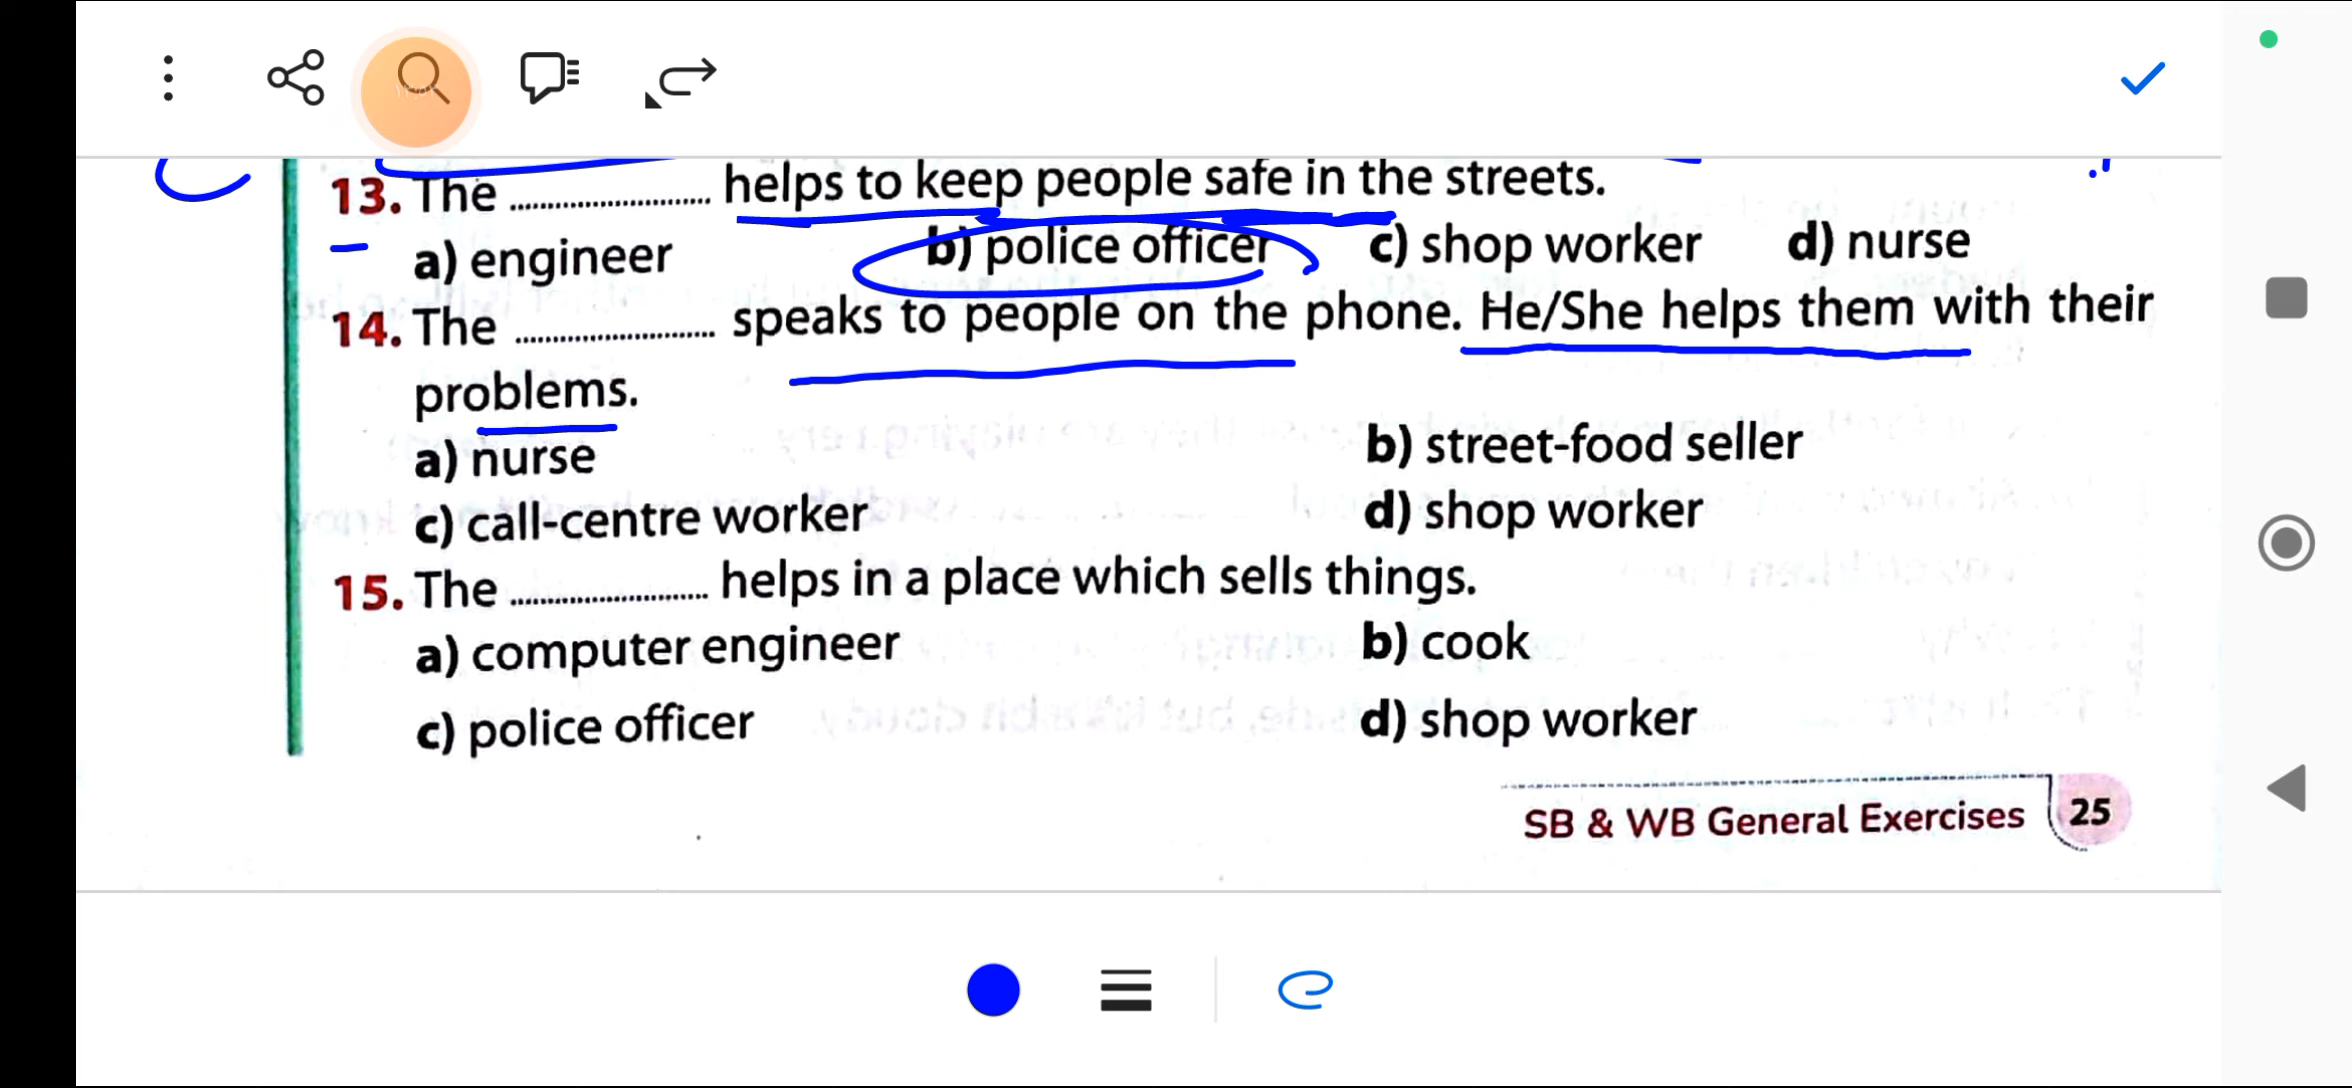 13. The .......................... helps to keep people safe in the streets.
a) engineer b) police officer c) shop worker d) nurse
14. The .......................... speaks to people on the phone. He/She helps them with their
problems.
a) nurse b) street-food seller
c) call-centre worker d) shop worker
15. The .......................... helps in a place which sells things.
a) computer engineer b) cook
c) police officer d) shop worker
SB & WB General Exercises 25